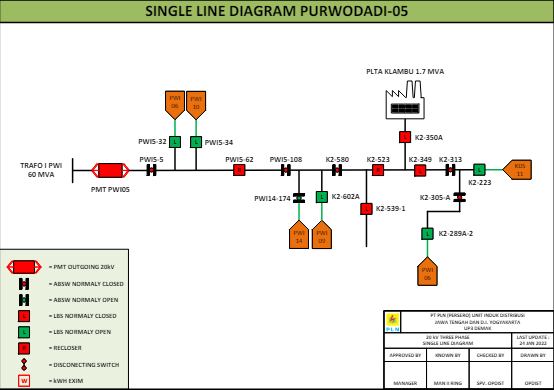 SINGLE LINE DIAGRAM PURWODADI-05
PLTA KLAMBU 1.7 MVA
PWI
06
PWI
10
K2-350A
PWI5-32
L
L
PWI5-34
L
TRAFO I PWI
60 MVA
PWI5-5
PWI5-62
PWI5-108
K2-580
K2-523
K2-349
K2-313
PMT PWI05
R
R
L
L
KDS
11
K2-223
PWI14-174
L
K2-602A
K2-305-A
L
K2-539-1
PWI
14
PWI
09
L
K2-289A-2
PWI
06
= PMT OUTGOING 20kV
= ABSW NORMALY CLOSED
= ABSW NORMALY OPEN
L
= LBS NORMALY CLOSED
L
= LBS NORMALY OPEN
R
= RECLOSER
= DISCONECTING SWITCH
W
= kWH EXIM
PLN
PT PLN (PERSERO) UNIT INDUK DISTRIBUSI
JAWA TENGAH DAN D.I. YOGYAKARTA
UP3 DEMAK
20 KV THREE PHASE
SINGLE LINE DIAGRAM
LAST UPDATE :
24 JAN 2022
APPROVED BY
KNOWN BY
CHECKED BY
DRAWN BY
MANAGER
MAN II RING
SPV. OPDIST
OPDIST